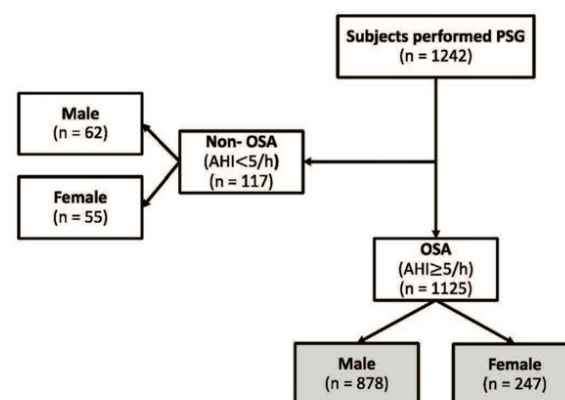 Subjects performed PSG
(n = 1242)
Male
(n = 62)
Non- OSA
(AHI<5/h)
(n = 117)
Female
(n = 55)
OSA
(AHI≥5/h)
(n = 1125)
Male
(n = 878)
Female
(n = 247)